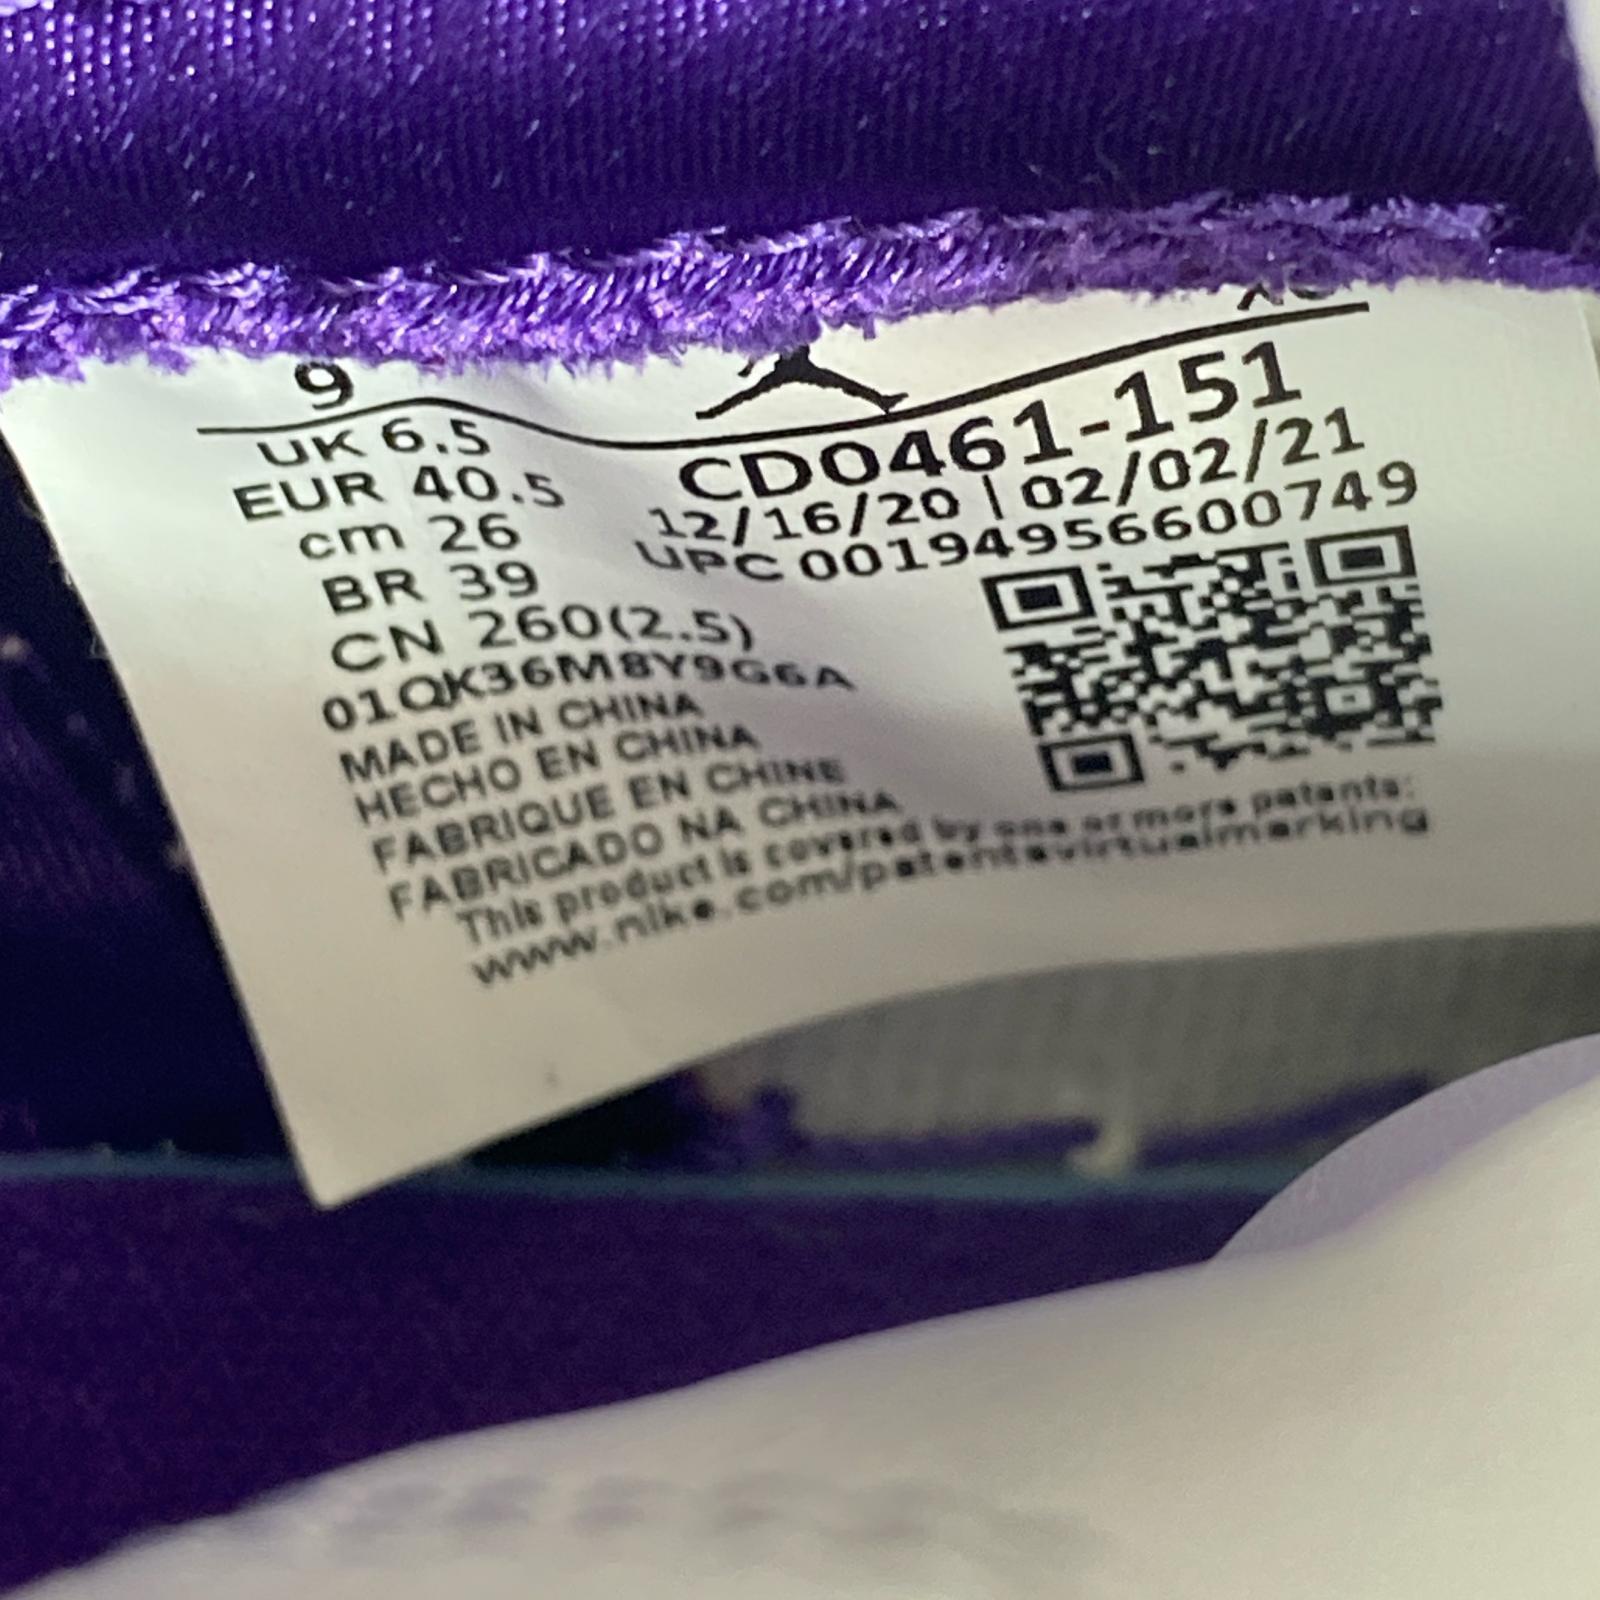 9
UK 6.5
EUR 40.5
cm 26
BR 39
CN 260(2.5)
01QK36M8Y9G6A
MADE IN CHINA
HECHO EN CHINA
FABRIQUE EN CHINE
FABRICADO NA CHINA
This product is covered by one or more patents:
www.nike.com/patentsvirtualmarking
CD0461-151
12/16/20 | 02/02/21
UPC 00194956600749